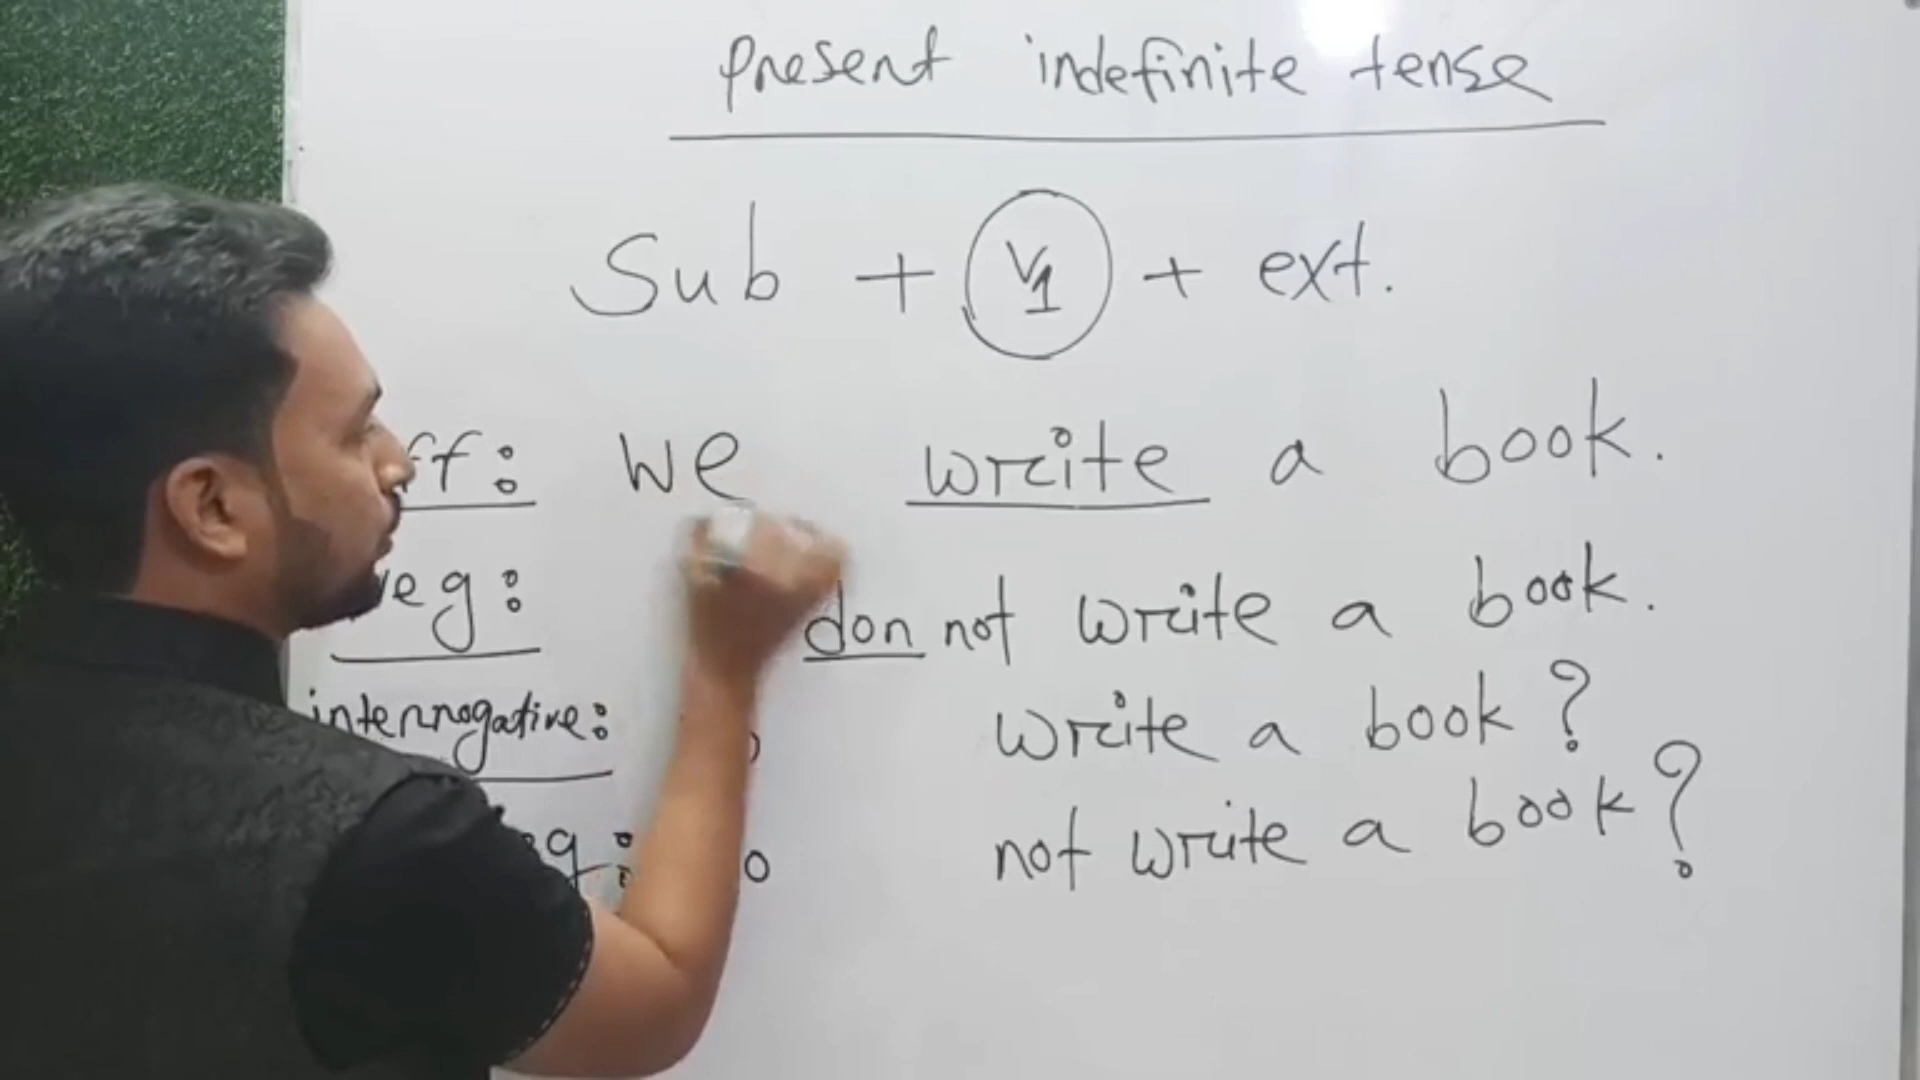 present indefinite tense
Sub + V1 + ext.
ff: We write a book.
eg: don not write a book.
interrogative: write a book?
eg: not write a book?